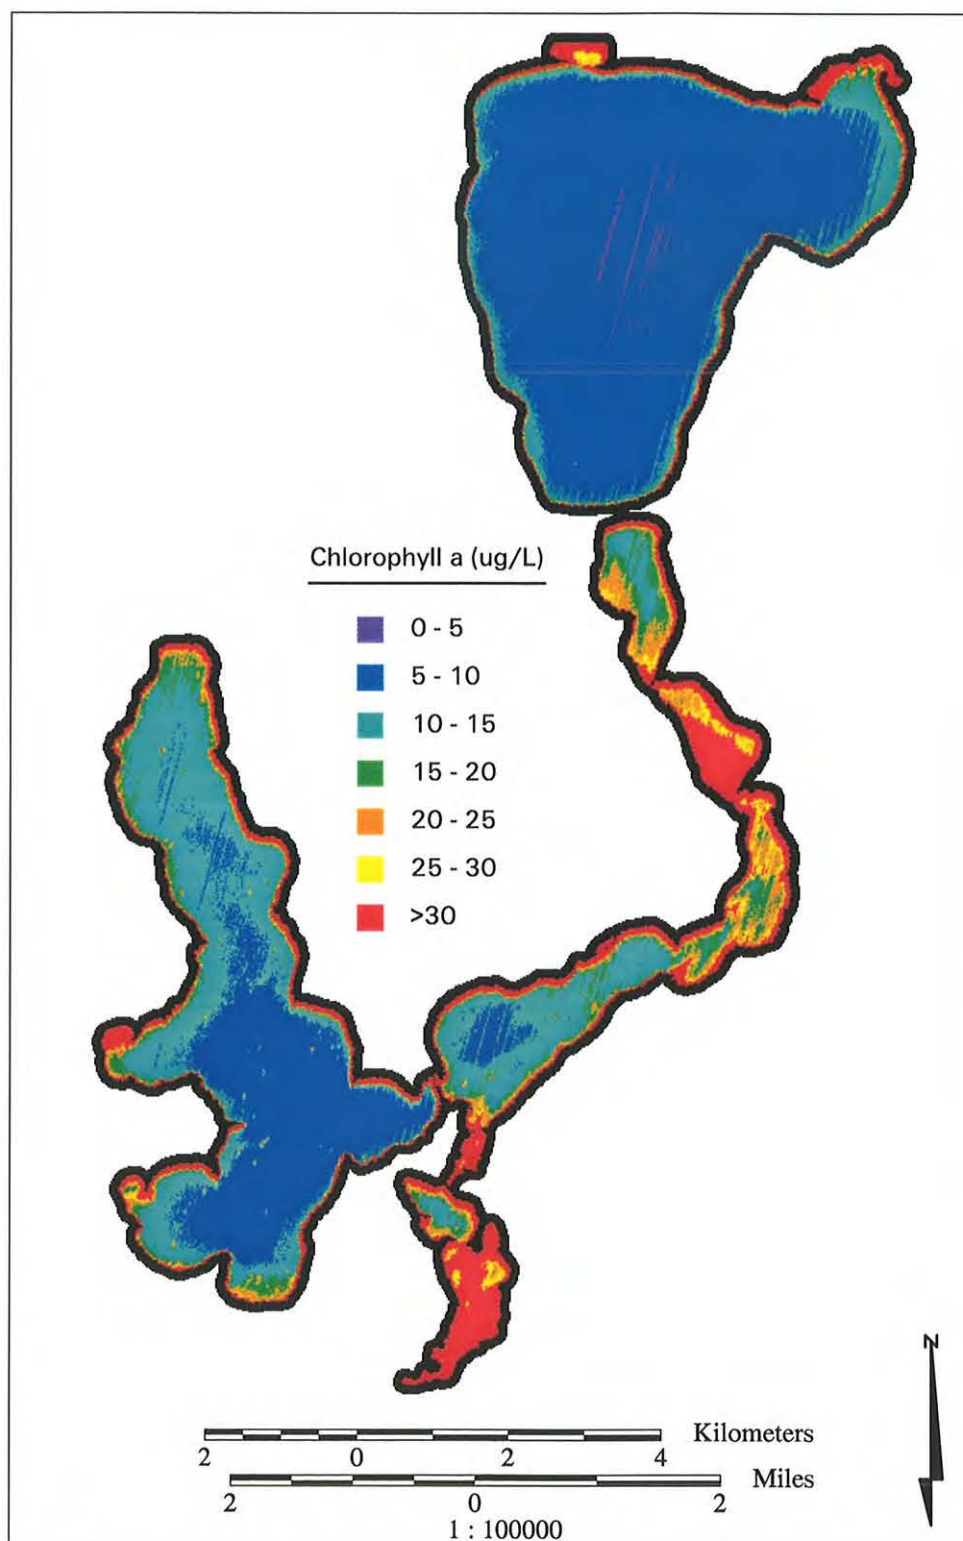 Chlorophyll a (ug/L)
0 - 5
5 - 10
10 - 15
15 - 20
20 - 25
25 - 30
>30
N
2 0 2 4 Kilometers
2 0 2 Miles
1 : 100000